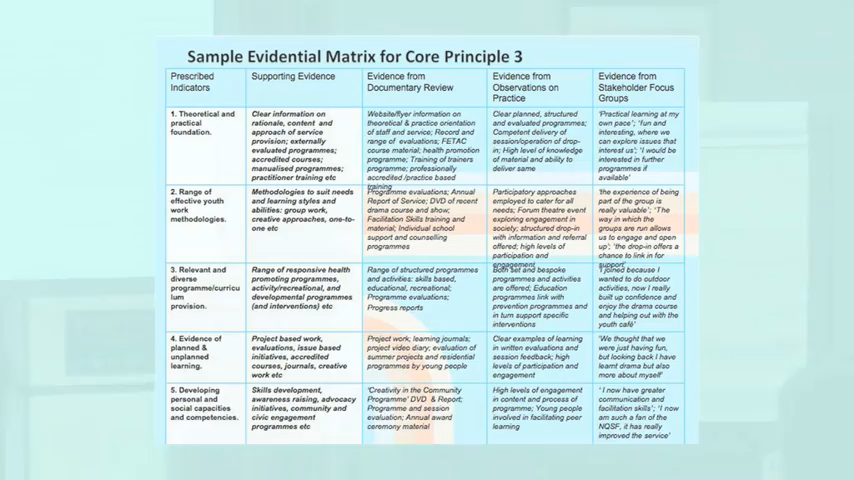 Sample Evidential Matrix for Core Principle 3
Prescribed
Indicators
Supporting Evidence
Evidence from
Documentary Review
Evidence from
Observations on
Practice
Evidence from
Stakeholder Focus
Groups
1. Theoretical and
practical
foundation.
Clear information on
rationale, content and
approach of service
provision; externally
evaluated programmes;
accredited courses;
manualised programmes;
practitioner training etc
Website/flyer information on
theoretical & practice orientation
of staff and service; Record and
range of evaluations; FETAC
course material; health promotion
programme; Training of trainers
programme; professionally
accredited /practice based
training
Clear planned, structured
and evaluated programmes;
Competent delivery of
session/operation of drop-
in; High level of knowledge
of material and ability to
deliver same
'Practical learning at
my own pace'; 'fun and
interesting, where we
can explore issues that
interest us'; 'I would be
interested in further
programmes if
available'
2. Range of
effective youth
work
methodologies.
Methodologies to suit needs
and learning styles and
abilities: group work,
creative approaches, one-to-
one etc
Programme evaluations; Annual
Report of Service; DVD of recent
drama course and show;
Facilitation Skills training and
material; Individual school
support and counselling
programmes
Participatory approaches
employed to cater for all
needs; Forum theatre event
exploring engagement in
society; structured drop-in
with information and referral
offered; high levels of
participation and
engagement
'the experience of being
part of the group is
really valuable'; 'The
way in which the
groups are run allows
us to engage and open
up'; 'the drop-in offers a
chance to link in for
support'
3. Relevant and
diverse
programme/curricu
lum
provision.
Range of responsive health
promoting programmes,
activity/recreational, and
developmental programmes
(and interventions) etc
Range of structured programmes
and activities: skills based,
educational, recreational;
Programme evaluations;
Progress reports
Both set and bespoke
programmes and activities
are offered; Education
programmes link with
prevention programmes and
in turn support specific
interventions
'I joined because I
wanted to do outdoor
activities, now I really
built up confidence and
enjoy the drama course
and helping out with the
youth café'
4. Evidence of
planned &
unplanned
learning.
Project based work,
evaluations, issue based
initiatives, accredited
courses, journals, creative
work etc
Project work, learning journals;
project video diary; evaluation of
summer projects and residential
programmes by young people
Clear examples of learning
in written evaluations and
session feedback; high
levels of participation and
engagement
'We thought that we
were just having fun,
but looking back I have
learnt drama but also
more about myself'
5. Developing
personal and
social capacities
and competencies.
Skills development,
awareness raising, advocacy
initiatives, community and
civic engagement
programmes etc
'Creativity in the Community
Programme' DVD & Report;
Programme and session
evaluation; Annual award
ceremony material
High levels of engagement
in content and process of
programme; Young people
involved in facilitating peer
learning
' I now have greater
communication and
facilitation skills'; 'I now
am such a fan of the
NQSF, it has really
improved the service'